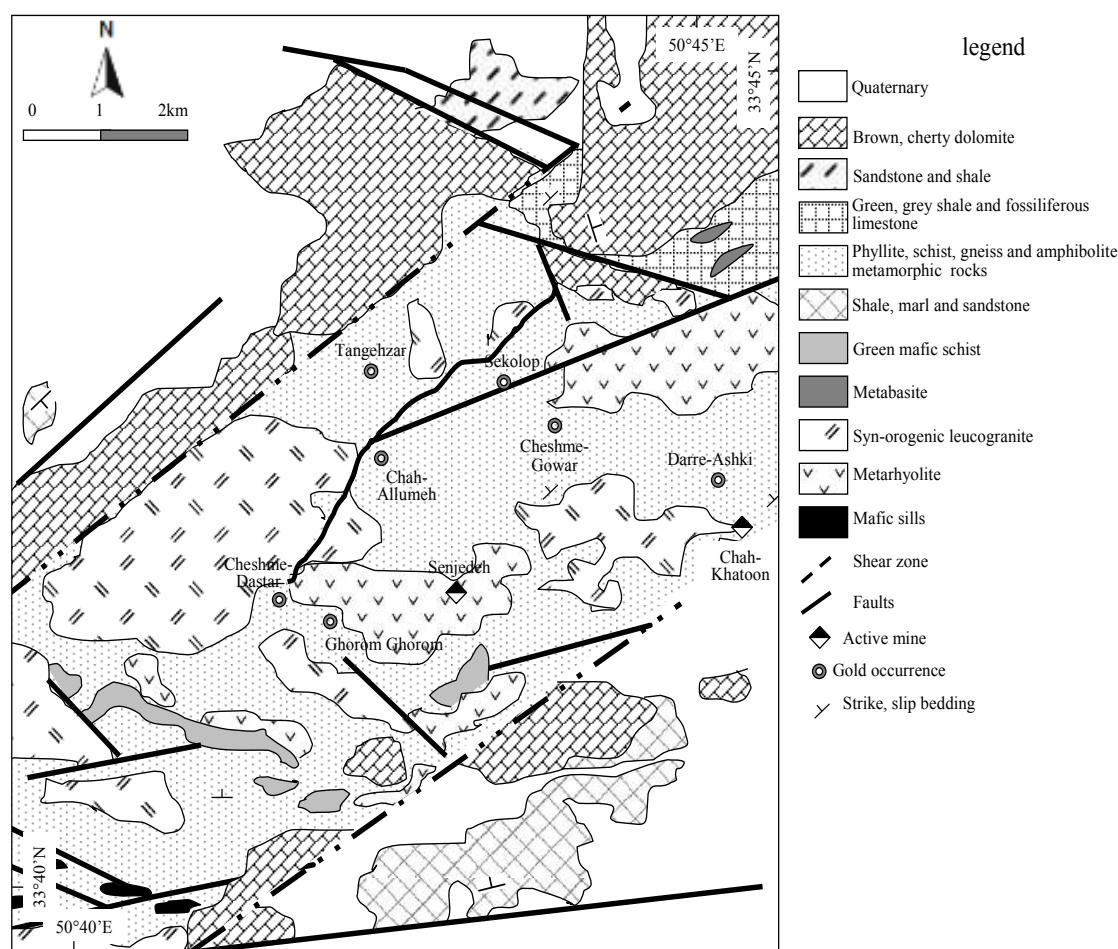 N
0 1 2km
50°45’E
33°45’N
Tangehzar
Sekolop
Cheshme-
Gowar
Darre-Ashki
Chah-
Allumeh
Chah-
Khatoon
Cheshme-
Dastar
Senjedeh
Ghorom Ghorom
33°40’N
50°40’E
legend
Quaternary
Brown, cherty dolomite
Sandstone and shale
Green, grey shale and fossiliferous
limestone
Phyllite, schist, gneiss and amphibolite
metamorphic rocks
Shale, marl and sandstone
Green mafic schist
Metabasite
Syn-orogenic leucogranite
Metarhyolite
Mafic sills
Shear zone
Faults
Active mine
Gold occurrence
Strike, slip bedding